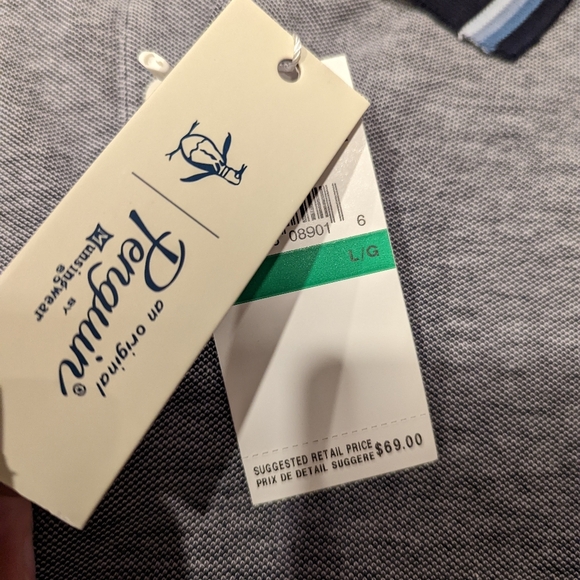 an original
Penguin®
BY
Munsingwear
08901 6
L/G
SUGGESTED RETAIL PRICE
PRIX DE DETAIL SUGGERE $69.00